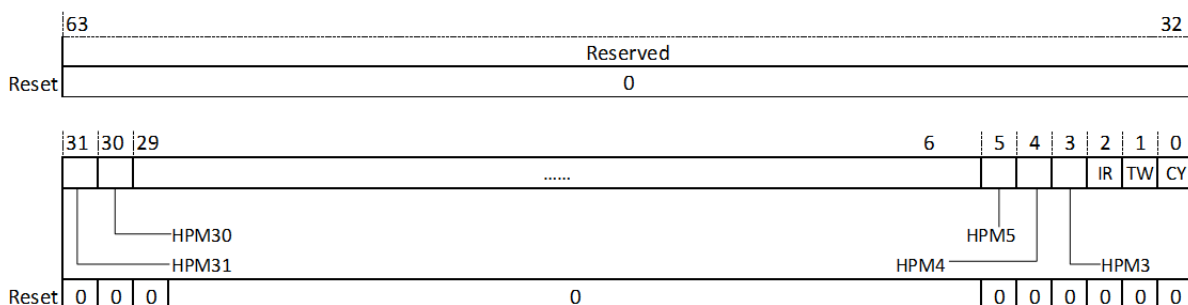 63 32
Reserved
Reset 0
31 30 29 6 5 4 3 2 1 0
...... IR TW CY
HPM30 HPM5
HPM31 HPM4 HPM3
Reset 0 0 0 0 0 0 0 0 0 0